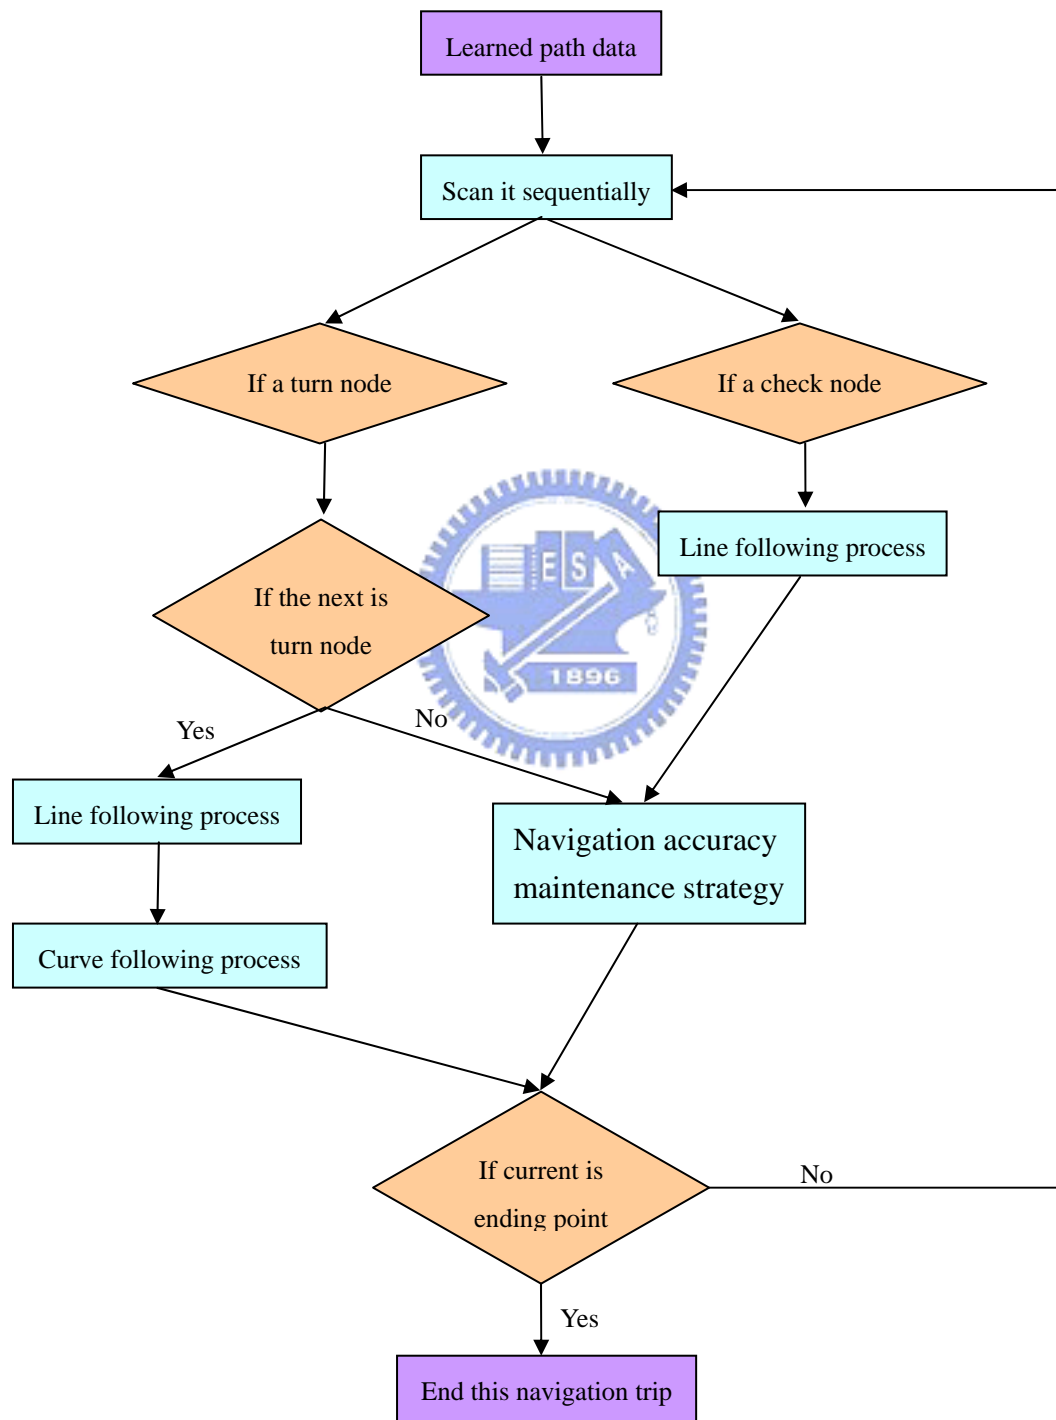 Learned path data
Scan it sequentially
If a turn node
If a check node
Line following process
If the next is
turn node
ESA
1896
Yes
No
Line following process
Navigation accuracy
maintenance strategy
Curve following process
If current is
ending point
No
Yes
End this navigation trip